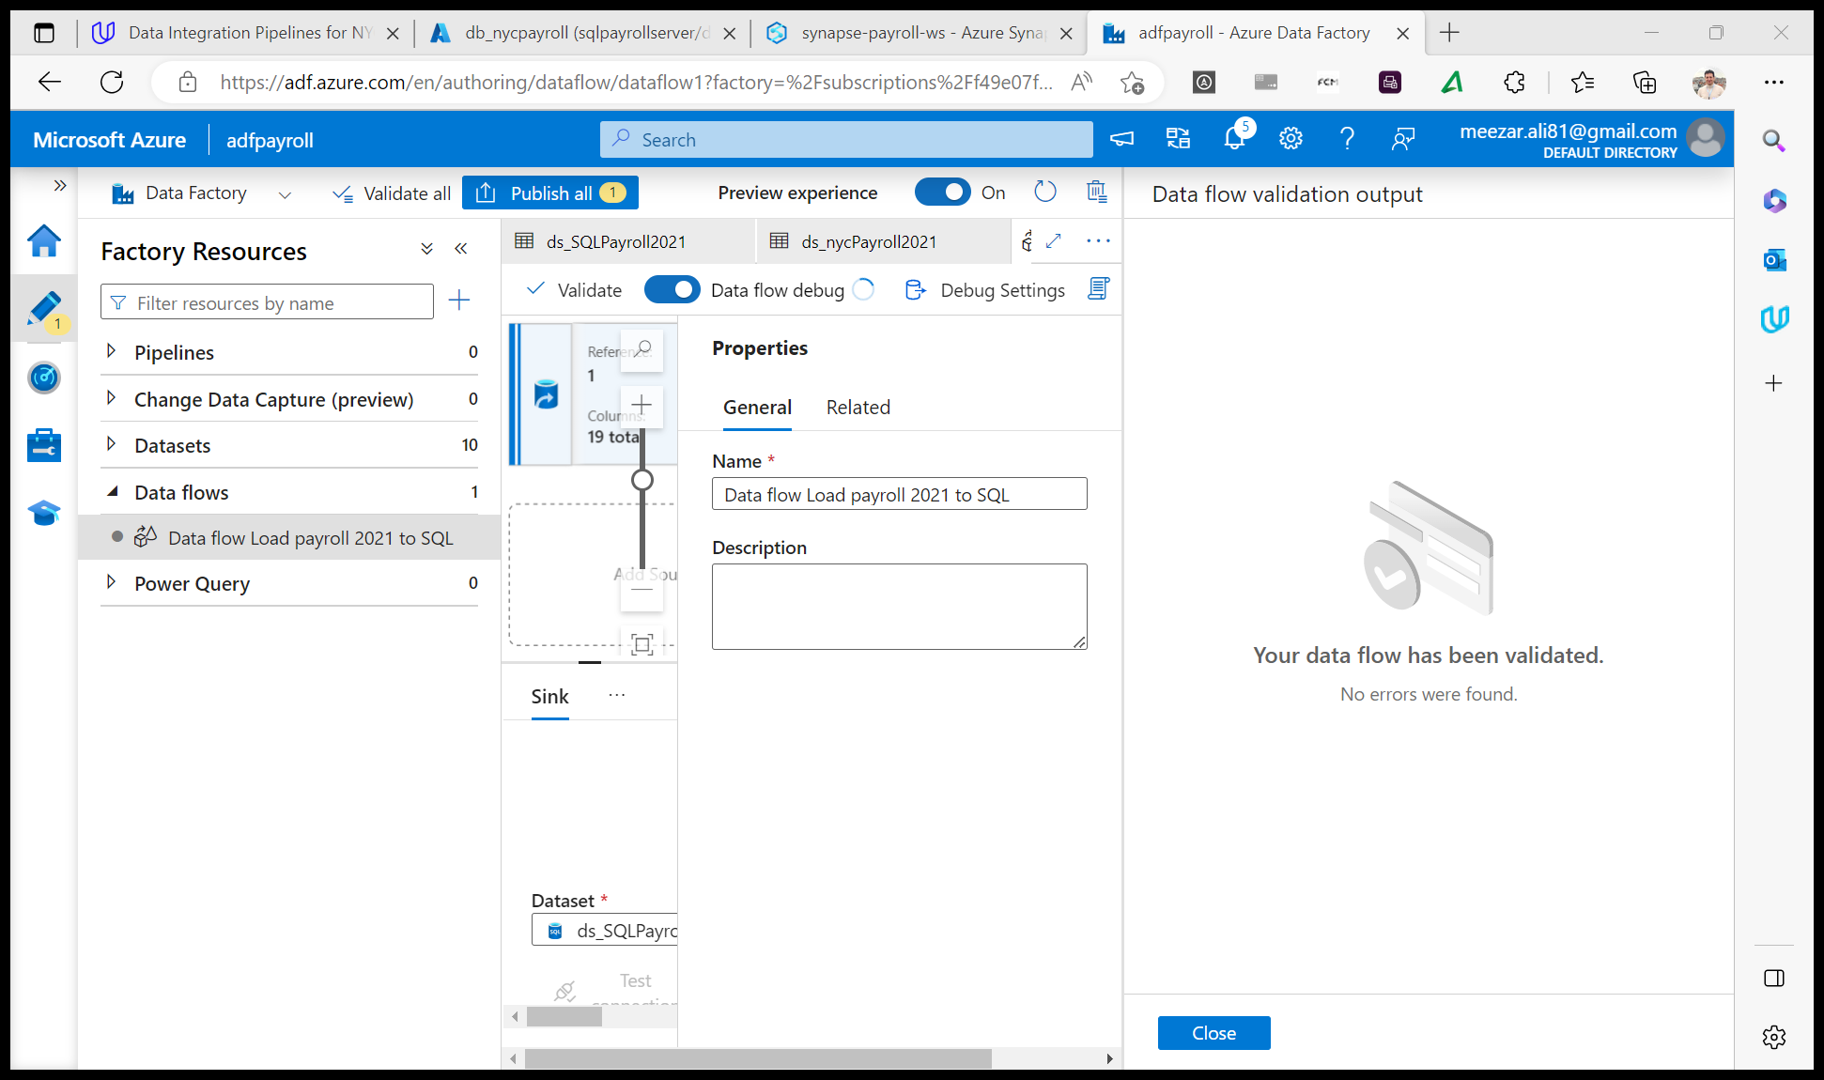 Data Integration Pipelines for NY
db_nycpayroll (sqlpayrollserver/d
synapse-payroll-ws - Azure Syna
adfpayroll - Azure Data Factory
https://adf.azure.com/en/authoring/dataflow/dataflow1?factory=%2Fsubscriptions%2Ff49e07f...
FCM
Microsoft Azure
adfpayroll
Search
5
meezar.ali81@gmail.com
DEFAULT DIRECTORY
Data Factory
Validate all
Publish all 1
Preview experience
On
Data flow validation output
Factory Resources
ds_SQLPayroll2021
ds_nycPayroll2021
Filter resources by name
Validate
Data flow debug
Debug Settings
1
Pipelines 0
Change Data Capture (preview) 0
Datasets 10
Data flows 1
Data flow Load payroll 2021 to SQL
Power Query 0
1
Columns:
19 tota
Add Sou
Properties
General
Related
Name *
Data flow Load payroll 2021 to SQL
Description
Sink
Dataset *
SQL
ds_SQLPayro
Test
connection
Your data flow has been validated.
No errors were found.
Close